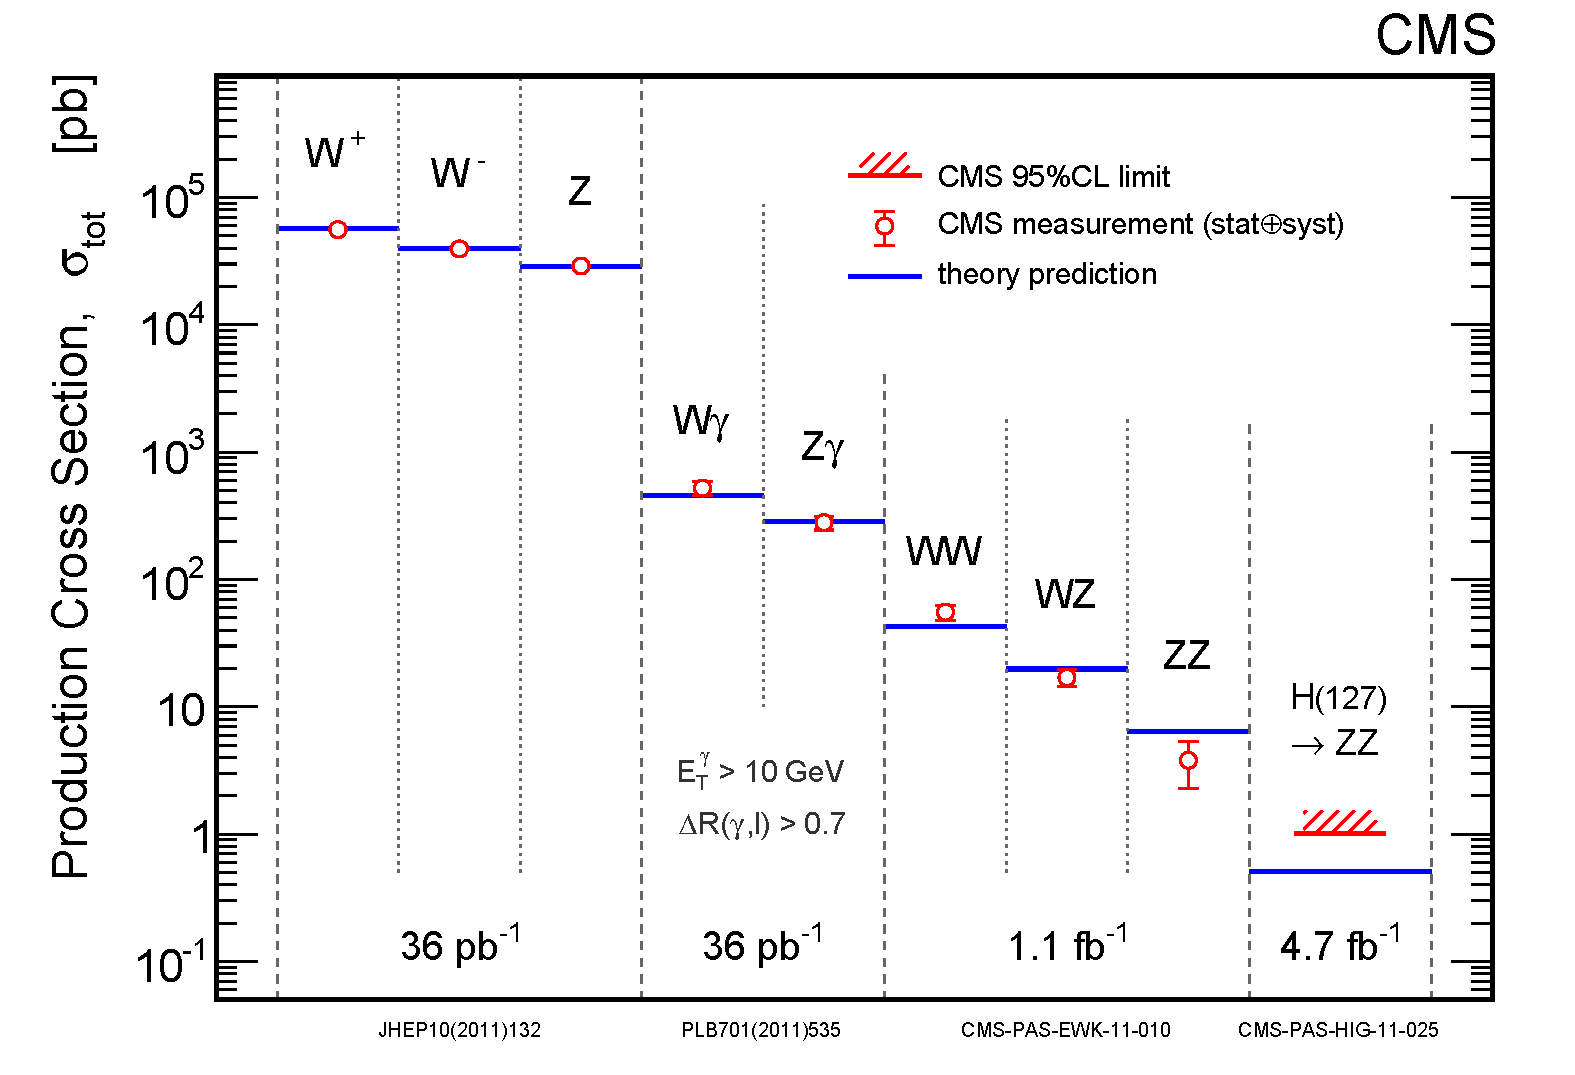 CMS
Production Cross Section, σtot [pb]
10⁵
10⁴
10³
10²
10
1
10⁻¹
W⁺
W⁻
Z
Wγ
Zγ
WW
WZ
ZZ
H(127)
→ ZZ
CMS 95%CL limit
CMS measurement (stat⊕syst)
theory prediction
E_T^γ > 10 GeV
ΔR(γ,l) > 0.7
36 pb⁻¹
36 pb⁻¹
1.1 fb⁻¹
4.7 fb⁻¹
JHEP10(2011)132
PLB701(2011)535
CMS-PAS-EWK-11-010
CMS-PAS-HIG-11-025